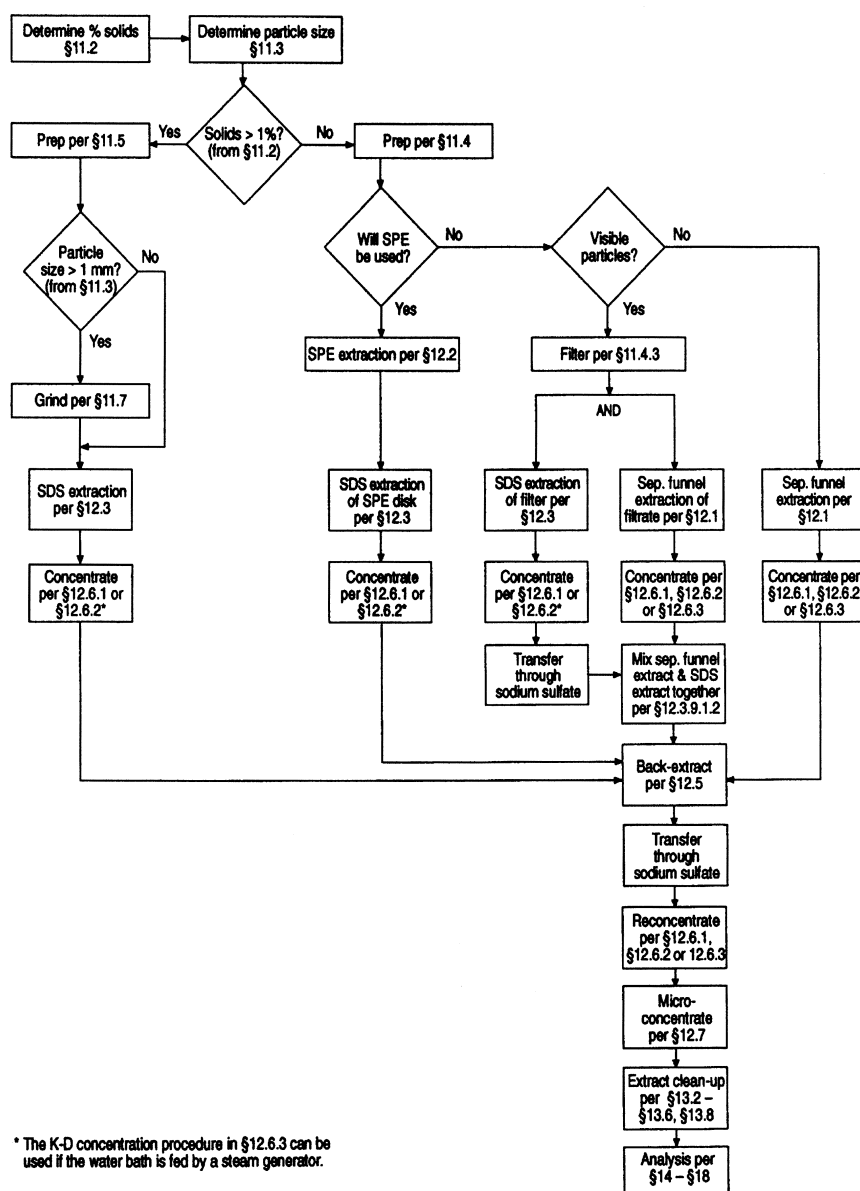 Determine % solids
§11.2
Determine particle size
§11.3
Solids > 1%?
(from §11.2)
Yes
No
Prep per §11.5
Prep per §11.4
Particle
size > 1 mm?
(from §11.3)
No
Yes
Will SPE
be used?
No
Yes
Visible
particles?
No
Yes
SPE extraction per §12.2
Filter per §11.4.3
Grind per §11.7
AND
SDS extraction
per §12.3
SDS extraction
of SPE disk
per §12.3
SDS extraction
of filter per
§12.3
Sep. funnel
extraction of
filtrate per §12.1
Sep. funnel
extraction per
§12.1
Concentrate
per §12.6.1 or
§12.6.2*
Concentrate
per §12.6.1 or
§12.6.2*
Concentrate
per §12.6.1 or
§12.6.2*
Concentrate per
§12.6.1, §12.6.2
or §12.6.3
Concentrate per
§12.6.1, §12.6.2
or §12.6.3
Transfer
through
sodium sulfate
Mix sep. funnel
extract & SDS
extract together
per §12.3.9.1.2
Back-extract
per §12.5
Transfer
through
sodium sulfate
Reconcentrate
per §12.6.1,
§12.6.2 or 12.6.3
Micro-
concentrate
per §12.7
Extract clean-up
per §13.2 –
§13.6, §13.8
Analysis per
§14 – §18
* The K-D concentration procedure in §12.6.3 can be
used if the water bath is fed by a steam generator.